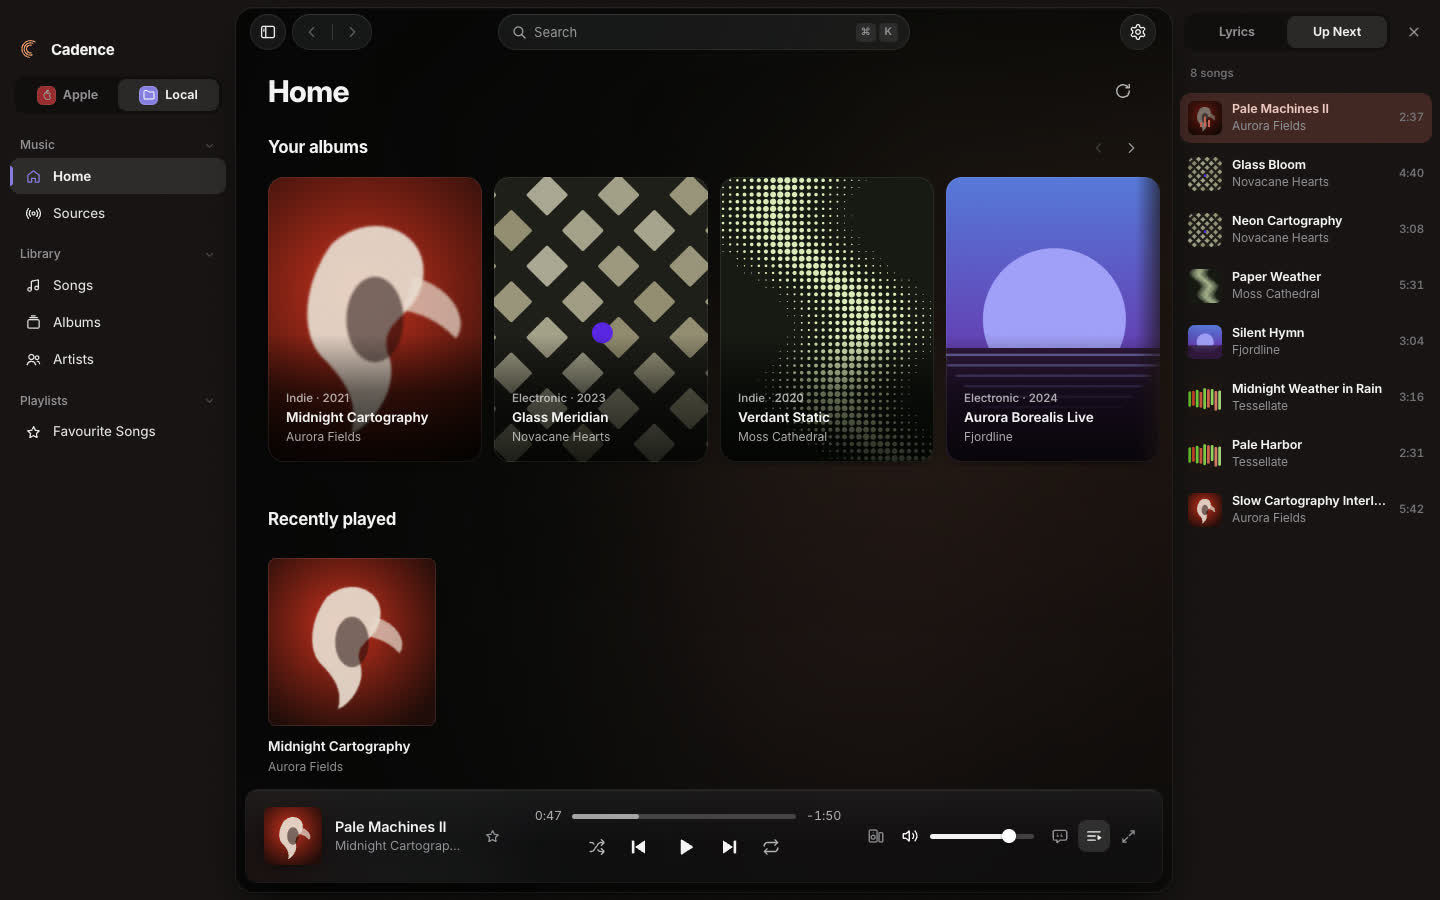 Cadence
Apple
Local
Music
Home
Sources
Library
Songs
Albums
Artists
Playlists
Favourite Songs
Search
⌘ K
Home
Your albums
Indie · 2021
Midnight Cartography
Aurora Fields
Electronic · 2023
Glass Meridian
Novacane Hearts
Indie · 2020
Verdant Static
Moss Cathedral
Electronic · 2024
Aurora Borealis Live
Fjordline
Recently played
Midnight Cartography
Aurora Fields
Pale Machines II
Midnight Cartograp...
0:47
-1:50
Lyrics
Up Next
8 songs
Pale Machines II
Aurora Fields
2:37
Glass Bloom
Novacane Hearts
4:40
Neon Cartography
Novacane Hearts
3:08
Paper Weather
Moss Cathedral
5:31
Silent Hymn
Fjordline
3:04
Midnight Weather in Rain
Tessellate
3:16
Pale Harbor
Tessellate
2:31
Slow Cartography Interl...
Aurora Fields
5:42